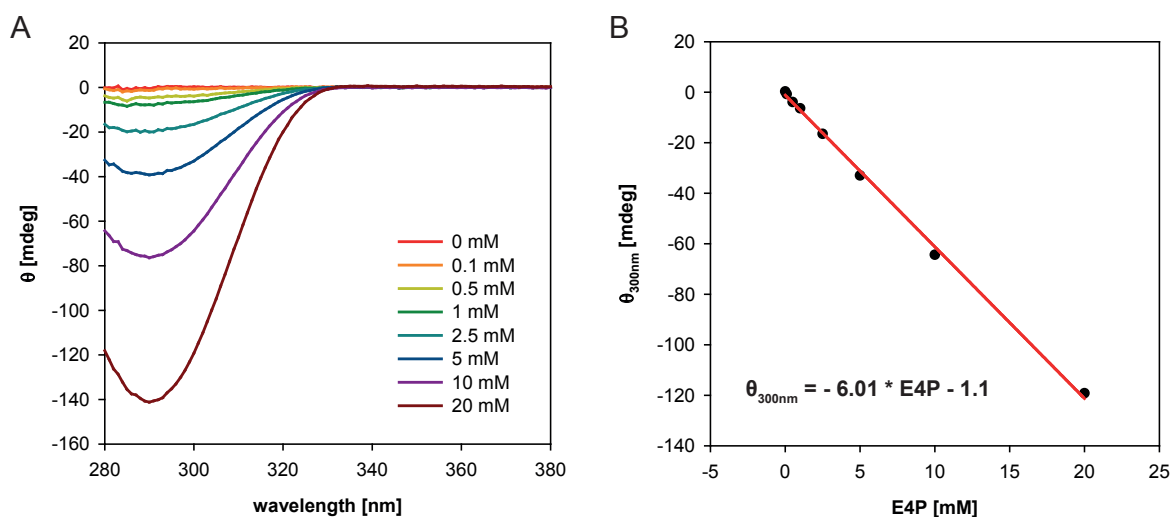 A
20
0
-20
-40
-60
-80
-100
-120
-140
-160
280 300 320 340 360 380
θ [mdeg]
wavelength [nm]
0 mM
0.1 mM
0.5 mM
1 mM
2.5 mM
5 mM
10 mM
20 mM
B
20
0
-20
-40
-60
-80
-100
-120
-140
-5 0 5 10 15 20 25
θ300nm [mdeg]
E4P [mM]
θ300nm = - 6.01 * E4P - 1.1